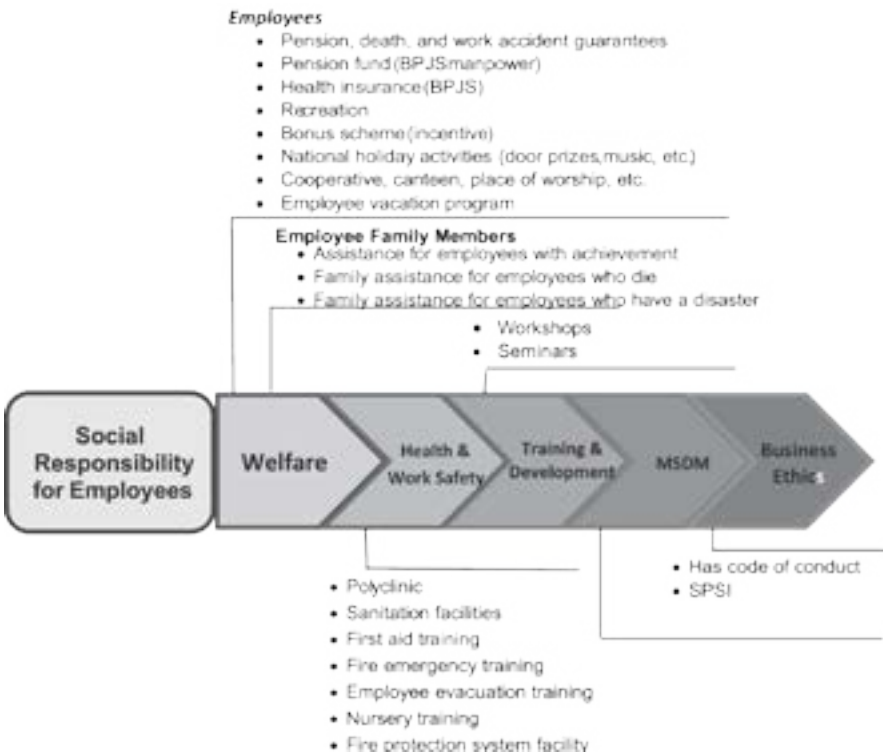 Employees
• Pension, death, and work accident guarantees
• Pension fund (BPJSmanpower)
• Health insurance (BPJS)
• Recreation
• Bonus scheme (incentive)
• National holiday activities (door prizes,music, etc.)
• Cooperative, canteen, place of worship, etc.
• Employee vacation program
Employee Family Members
• Assistance for employees with achievement
• Family assistance for employees who die
• Family assistance for employees who have a disaster
• Workshops
• Seminars
Social
Responsibility
for Employees
Welfare
Health &
Work Safety
Training &
Development
MSDM
Business
Ethics
• Has code of conduct
• SPSI
• Polyclinic
• Sanitation facilities
• First aid training
• Fire emergency training
• Employee evacuation training
• Nursery training
• Fire protection system facility